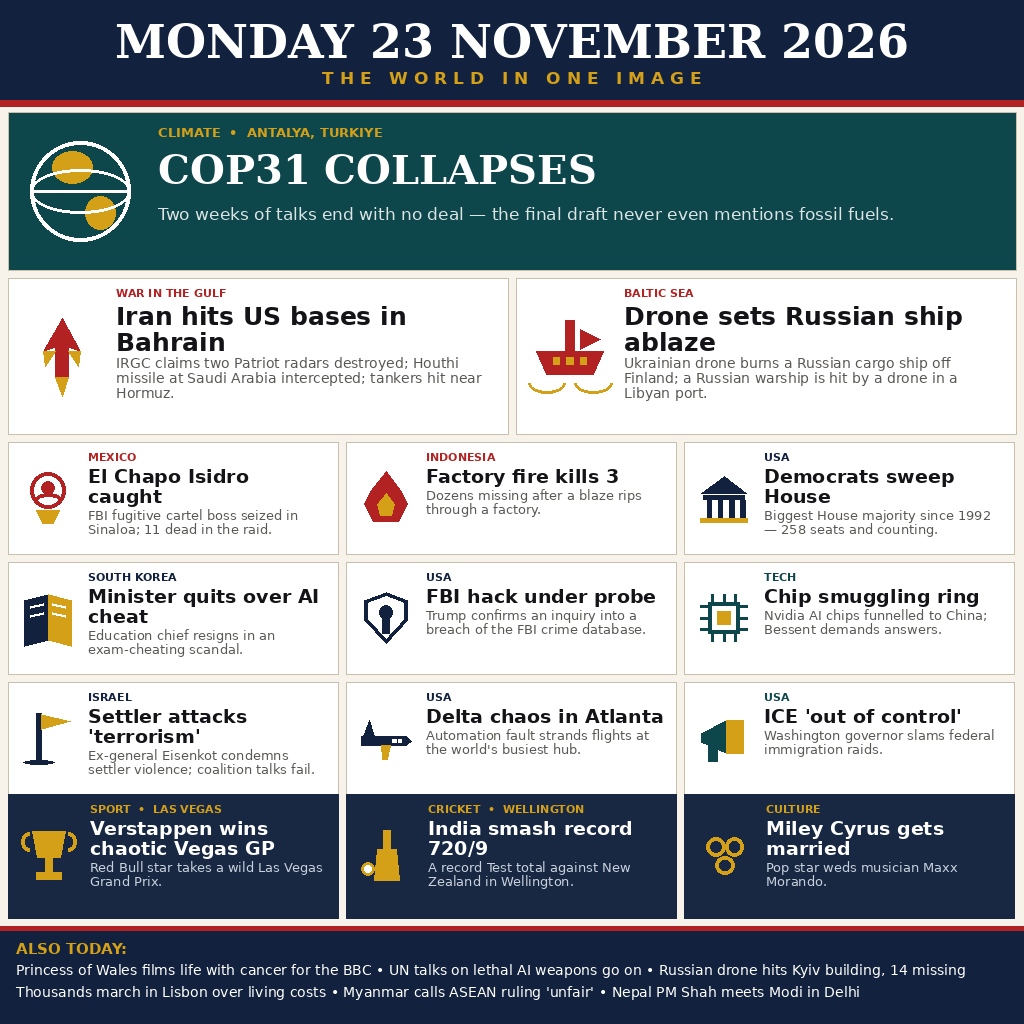 MONDAY 23 NOVEMBER 2026
THE WORLD IN ONE IMAGE
CLIMATE • ANTALYA, TURKIYE
COP31 COLLAPSES
Two weeks of talks end with no deal — the final draft never even mentions fossil fuels.
WAR IN THE GULF
Iran hits US bases in
Bahrain
IRGC claims two Patriot radars destroyed; Houthi
missile at Saudi Arabia intercepted; tankers hit near
Hormuz.
BALTIC SEA
Drone sets Russian ship
ablaze
Ukrainian drone burns a Russian cargo ship off
Finland; a Russian warship is hit by a drone in a
Libyan port.
MEXICO
El Chapo Isidro
caught
FBI fugitive cartel boss seized in
Sinaloa; 11 dead in the raid.
INDONESIA
Factory fire kills 3
Dozens missing after a blaze rips
through a factory.
USA
Democrats sweep
House
Biggest House majority since 1992
— 258 seats and counting.
SOUTH KOREA
Minister quits over AI
cheat
Education chief resigns in an
exam-cheating scandal.
USA
FBI hack under probe
Trump confirms an inquiry into a
breach of the FBI crime database.
TECH
Chip smuggling ring
Nvidia AI chips funnelled to China;
Bessent demands answers.
ISRAEL
Settler attacks
'terrorism'
Ex-general Eisenkot condemns
settler violence; coalition talks fail.
USA
Delta chaos in Atlanta
Automation fault strands flights at
the world's busiest hub.
USA
ICE 'out of control'
Washington governor slams federal
immigration raids.
SPORT • LAS VEGAS
Verstappen wins
chaotic Vegas GP
Red Bull star takes a wild Las Vegas
Grand Prix.
CRICKET • WELLINGTON
India smash record
720/9
A record Test total against New
Zealand in Wellington.
CULTURE
Miley Cyrus gets
married
Pop star weds musician Maxx
Morando.
ALSO TODAY:
Princess of Wales films life with cancer for the BBC • UN talks on lethal AI weapons go on • Russian drone hits Kyiv building, 14 missing
Thousands march in Lisbon over living costs • Myanmar calls ASEAN ruling 'unfair' • Nepal PM Shah meets Modi in Delhi